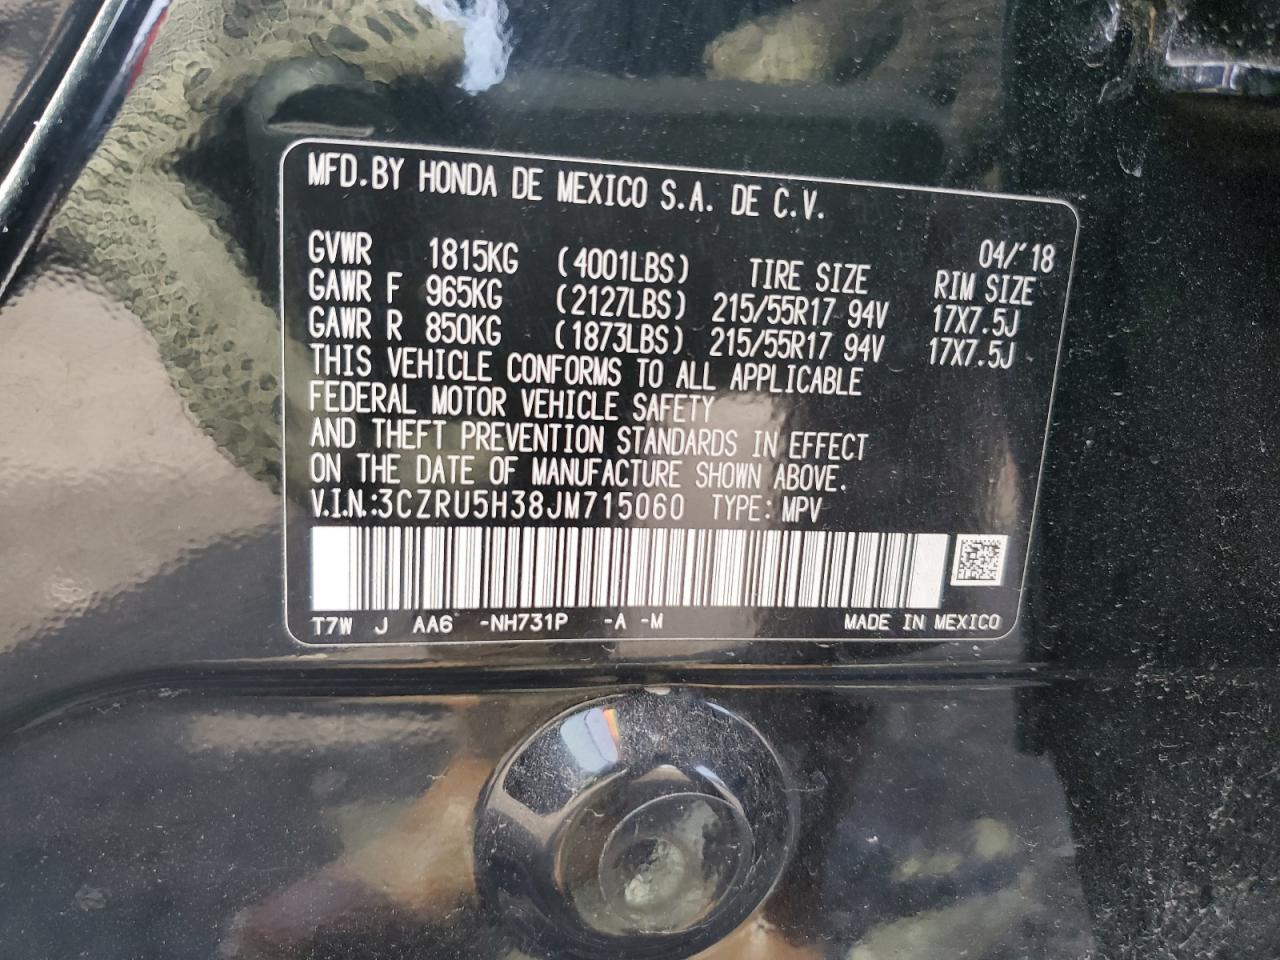 MFD.BY HONDA DE MEXICO S.A. DE C.V.
04/'18
GVWR 1815KG (4001LBS) TIRE SIZE RIM SIZE
GAWR F 965KG (2127LBS) 215/55R17 94V 17X7.5J
GAWR R 850KG (1873LBS) 215/55R17 94V 17X7.5J
THIS VEHICLE CONFORMS TO ALL APPLICABLE
FEDERAL MOTOR VEHICLE SAFETY
AND THEFT PREVENTION STANDARDS IN EFFECT
ON THE DATE OF MANUFACTURE SHOWN ABOVE.
V.I.N.:3CZRU5H38JM715060 TYPE: MPV
T7W J AA6 -NH731P -A -M MADE IN MEXICO